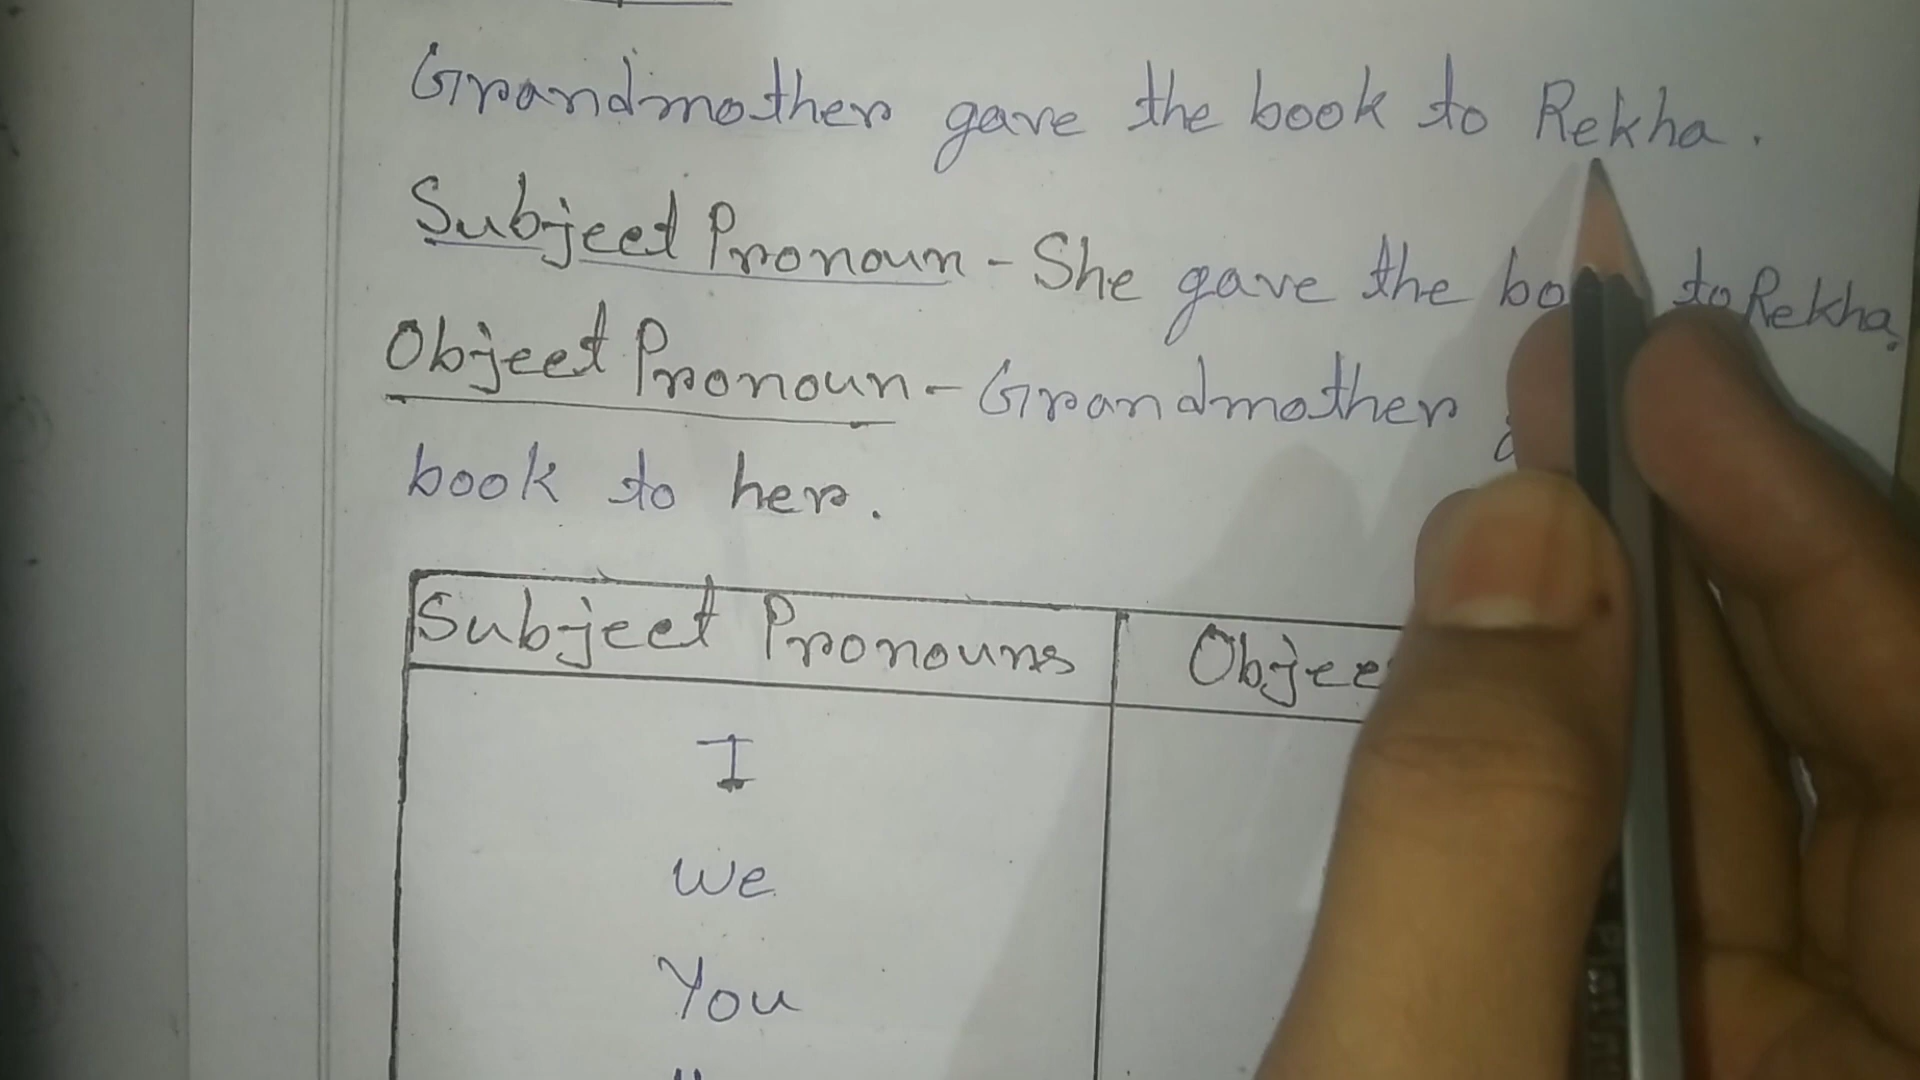 Grandmother gave the book to Rekha.
Subject Pronoun - She gave the to Rekha.
Object Pronoun - Grandmother
book to her.
Subject Pronouns
I
We
You